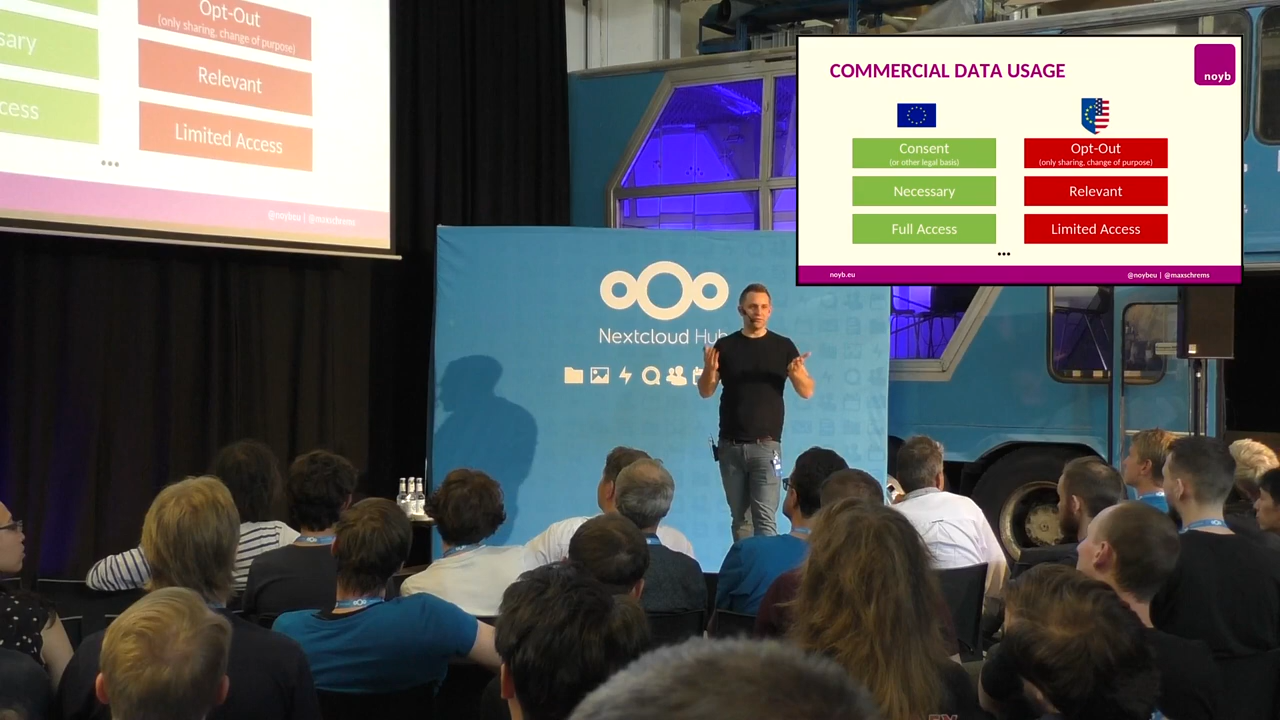 Opt-Out
(only sharing, change of purpose)
Relevant
Limited Access
...
@noybeu | @maxschrems
Nextcloud Hub
COMMERCIAL DATA USAGE
noyb
Consent
(or other legal basis)
Opt-Out
(only sharing, change of purpose)
Necessary
Relevant
Full Access
Limited Access
...
noyb.eu
@noybeu | @maxschrems